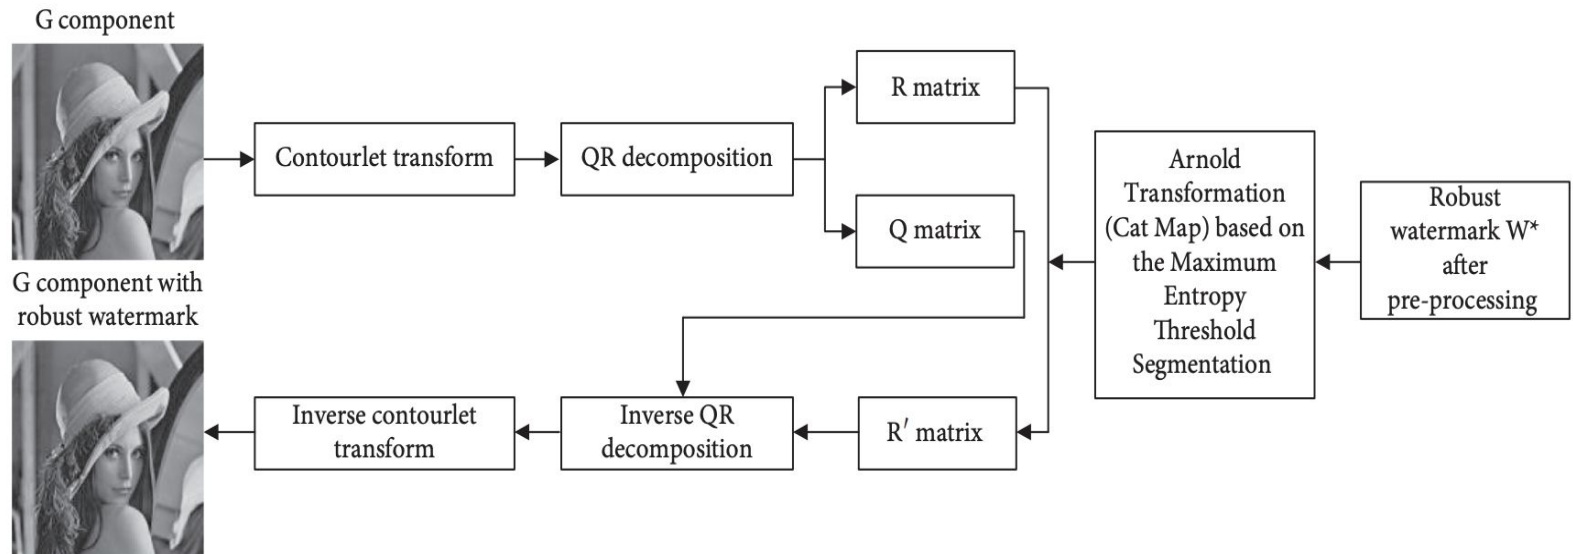 G component
Contourlet transform
QR decomposition
R matrix
Q matrix
Arnold
Transformation
(Cat Map) based on
the Maximum
Entropy
Threshold
Segmentation
Robust
watermark W*
after
pre-processing
G component with
robust watermark
Inverse contourlet
transform
Inverse QR
decomposition
R′ matrix